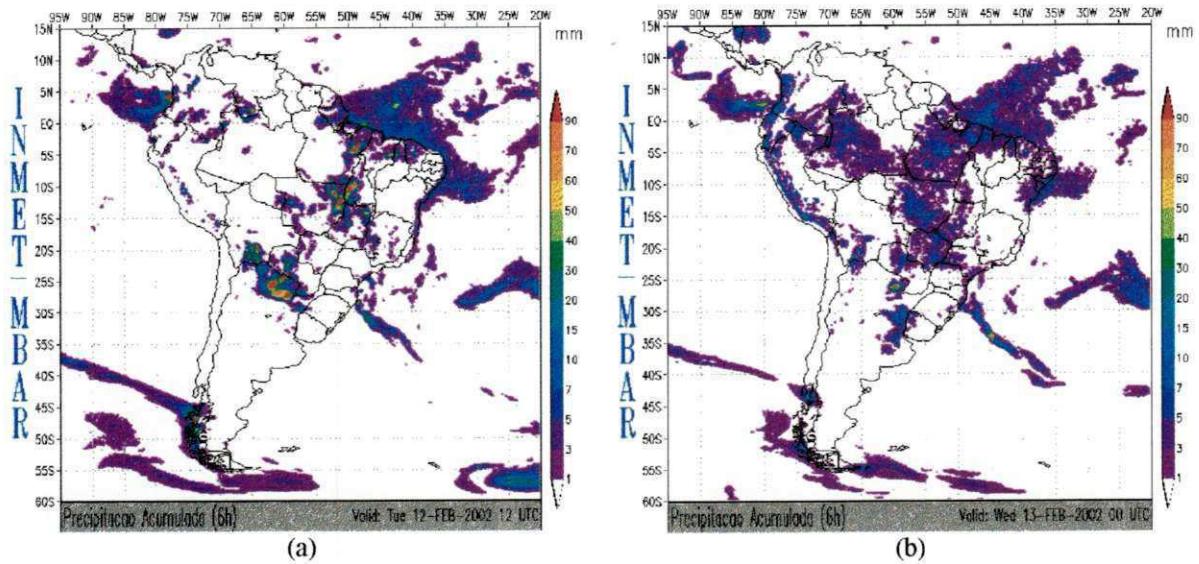 95W 90W 85W 80W 75W 70W 65W 60W 55W 50W 45W 40W 35W 30W 25W 20W
15N
10N
5N
EQ
5S
10S
15S
20S
25S
30S
35S
40S
45S
50S
55S
60S
INMET - MBAR
mm
90
70
60
50
40
30
20
15
10
7
5
3
1
Precipitacao Acumulada (6h) Valid: Tue 12-FEB-2002 12 UTC
(a)
95W 90W 85W 80W 75W 70W 65W 60W 55W 50W 45W 40W 35W 30W 25W 20W
15N
10N
5N
EQ
5S
10S
15S
20S
25S
30S
35S
40S
45S
50S
55S
60S
INMET - MBAR
mm
90
70
60
50
40
30
20
15
10
7
5
3
1
Precipitacao Acumulada (6h) Valid: Wed 13-FEB-2002 00 UTC
(b)